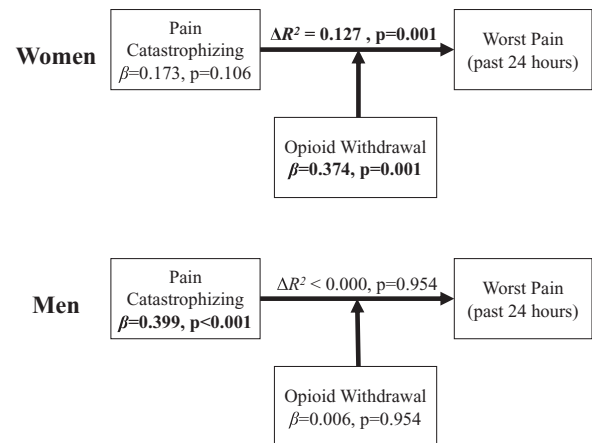 Women
Pain
Catastrophizing
β=0.173, p=0.106
ΔR² = 0.127 , p=0.001
Worst Pain
(past 24 hours)
Opioid Withdrawal
β=0.374, p=0.001
Men
Pain
Catastrophizing
β=0.399, p<0.001
ΔR² < 0.000, p=0.954
Worst Pain
(past 24 hours)
Opioid Withdrawal
β=0.006, p=0.954